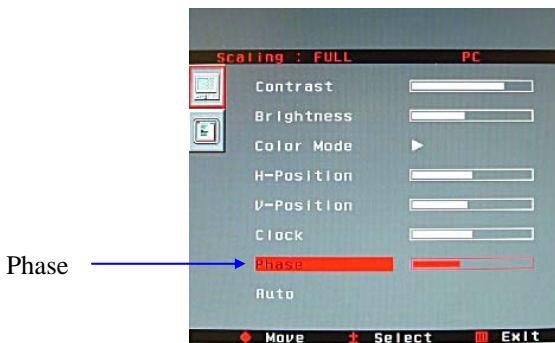 Scaling : FULL PC
Contrast
Brightness
Color Mode
H-Position
V-Position
Clock
Phase Phase
Auto
Move Select Exit